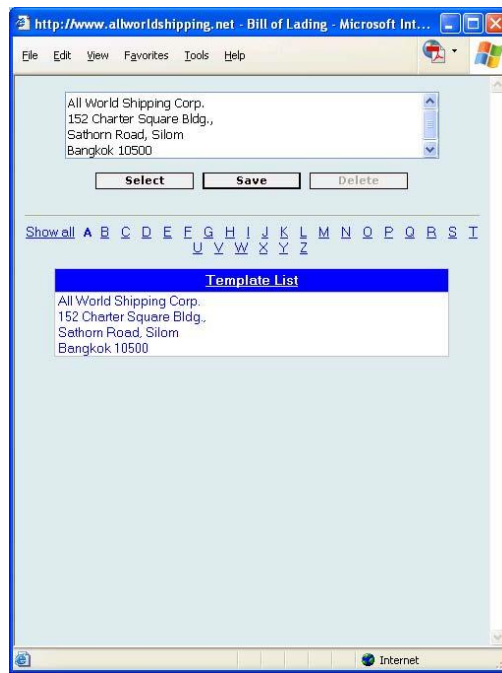 http://www.allworldshipping.net - Bill of Lading - Microsoft Int...
File Edit View Favorites Tools Help
All World Shipping Corp.
152 Charter Square Bldg.,
Sathorn Road, Silom
Bangkok 10500
Select Save Delete
Show all A B C D E F G H I J K L M N O P Q R S T
U V W X Y Z
Template List
All World Shipping Corp.
152 Charter Square Bldg.,
Sathorn Road, Silom
Bangkok 10500
Internet